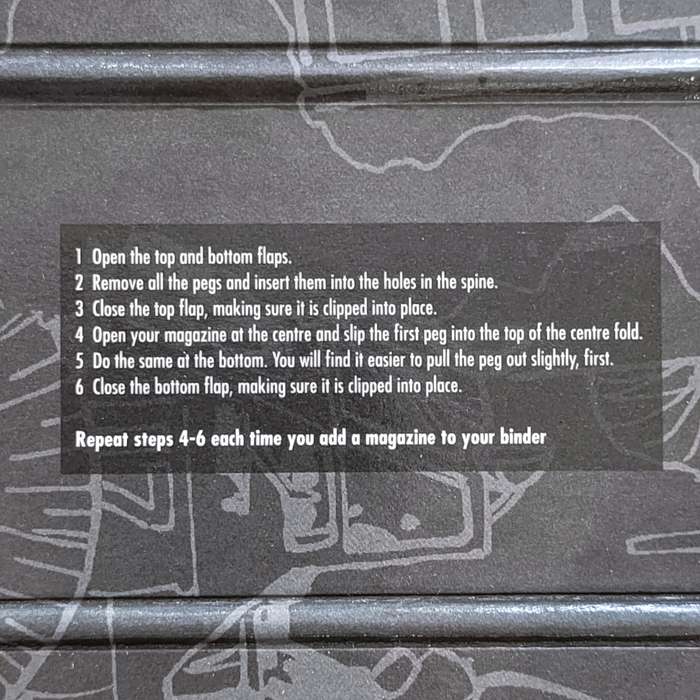 1 Open the top and bottom flaps.
2 Remove all the pegs and insert them into the holes in the spine.
3 Close the top flap, making sure it is clipped into place.
4 Open your magazine at the centre and slip the first peg into the top of the centre fold.
5 Do the same at the bottom. You will find it easier to pull the peg out slightly, first.
6 Close the bottom flap, making sure it is clipped into place.
Repeat steps 4-6 each time you add a magazine to your binder